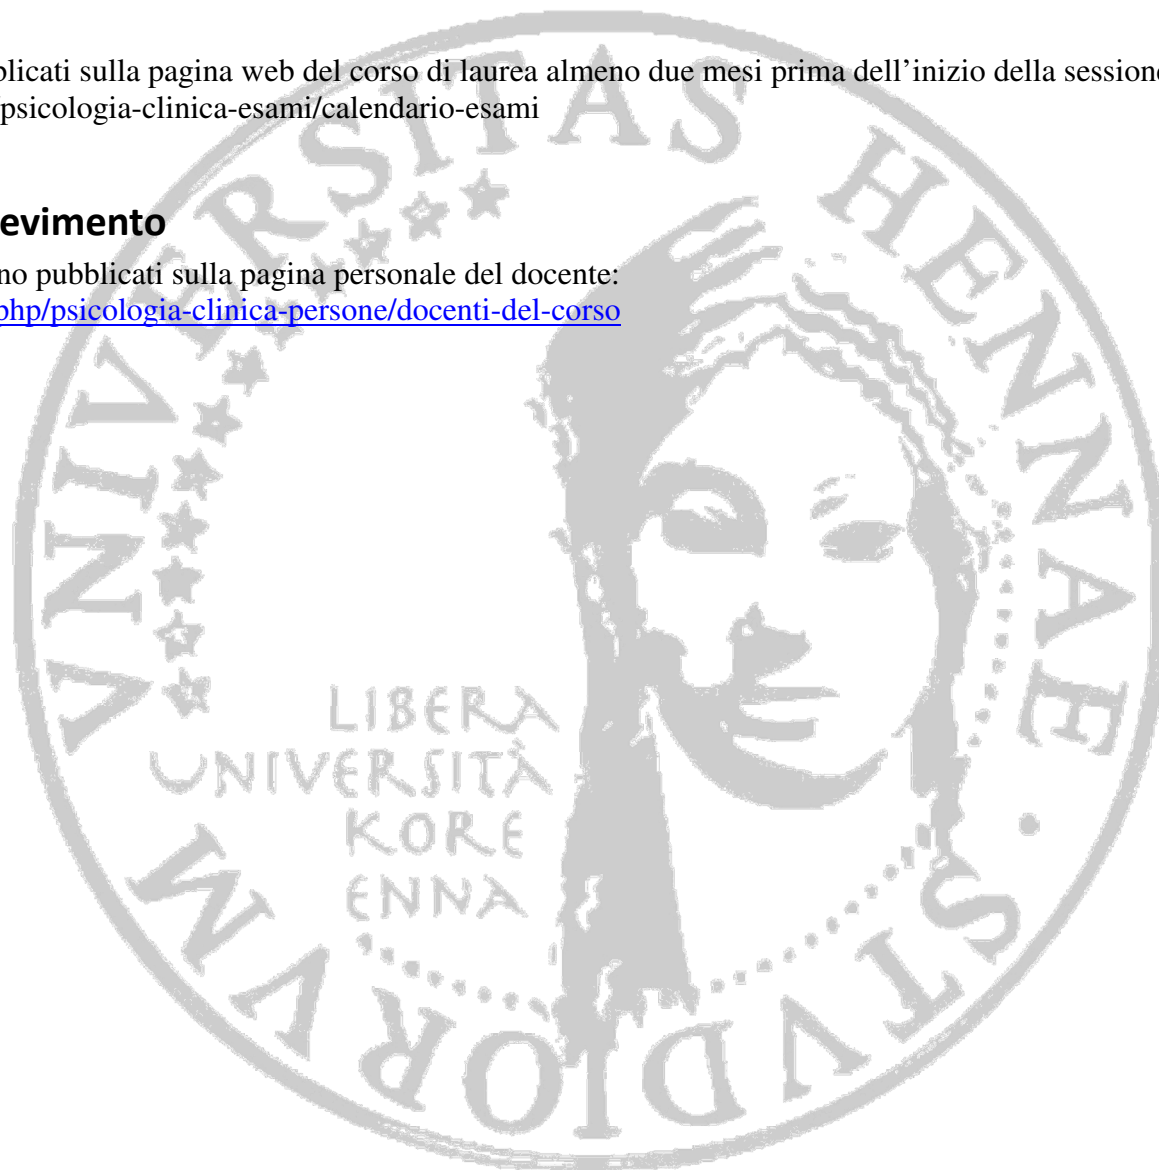 blicati sulla pagina web del corso di laurea almeno due mesi prima dell’inizio della sessione
/psicologia-clinica-esami/calendario-esami
evimento
no pubblicati sulla pagina personale del docente:
php/psicologia-clinica-persone/docenti-del-corso
VNIVERSITAS HENNAE • STVDIORVM
LIBERA
UNIVERSITÀ
KORE
ENNA